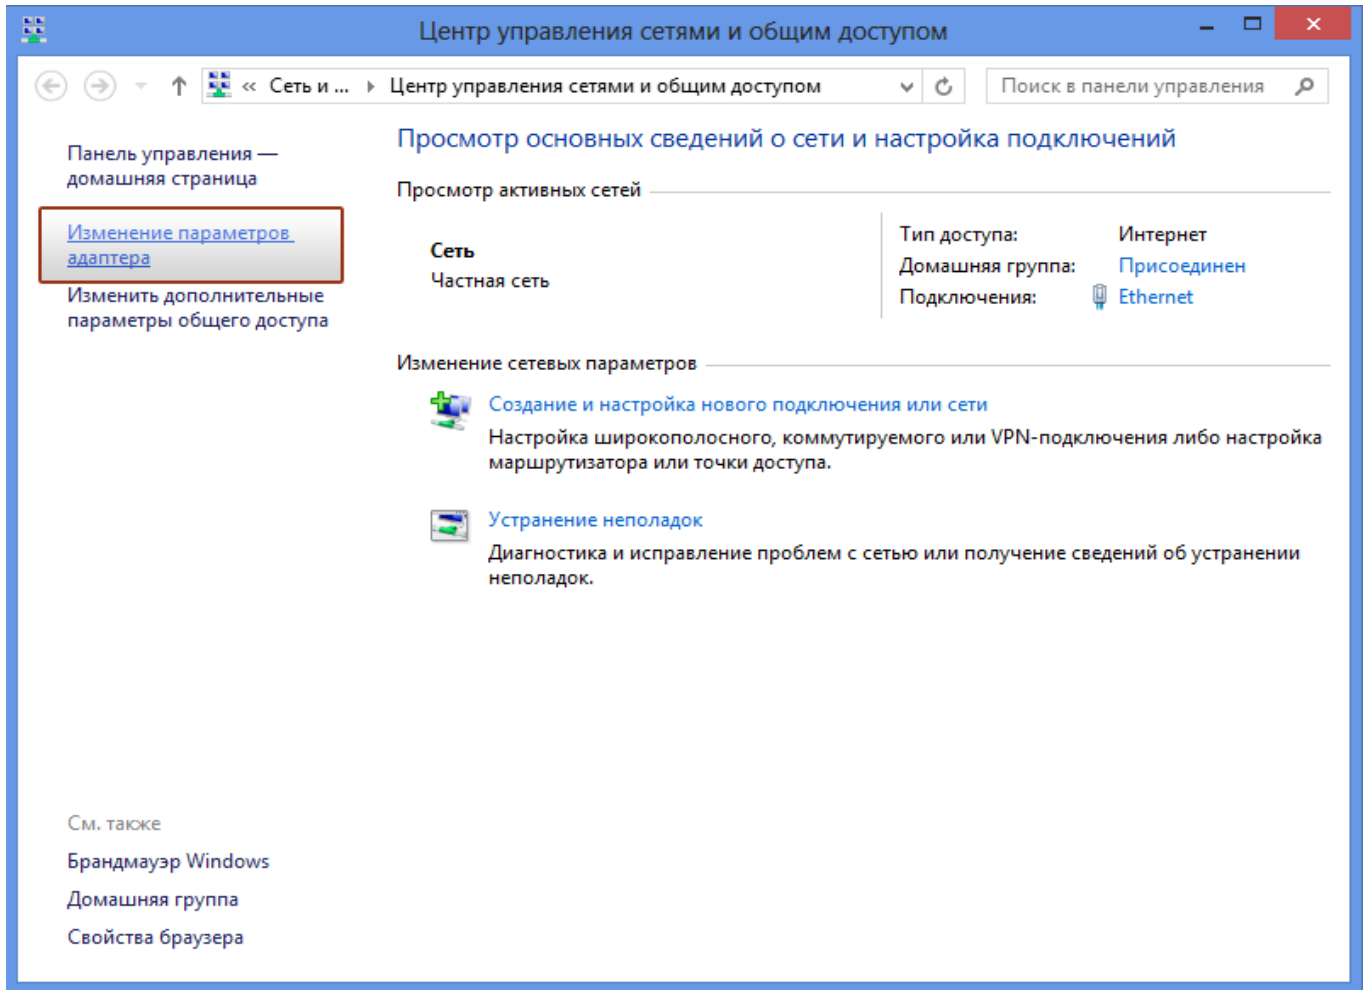 Центр управления сетями и общим доступом
« Сеть и ... Центр управления сетями и общим доступом
Поиск в панели управления
Панель управления —
домашняя страница
Изменение параметров
адаптера
Изменить дополнительные
параметры общего доступа
Просмотр основных сведений о сети и настройка подключений
Просмотр активных сетей
Сеть
Частная сеть
Тип доступа: Интернет
Домашняя группа: Присоединен
Подключения: Ethernet
Изменение сетевых параметров
Создание и настройка нового подключения или сети
Настройка широкополосного, коммутируемого или VPN-подключения либо настройка
маршрутизатора или точки доступа.
Устранение неполадок
Диагностика и исправление проблем с сетью или получение сведений об устранении
неполадок.
См. также
Брандмауэр Windows
Домашняя группа
Свойства браузера